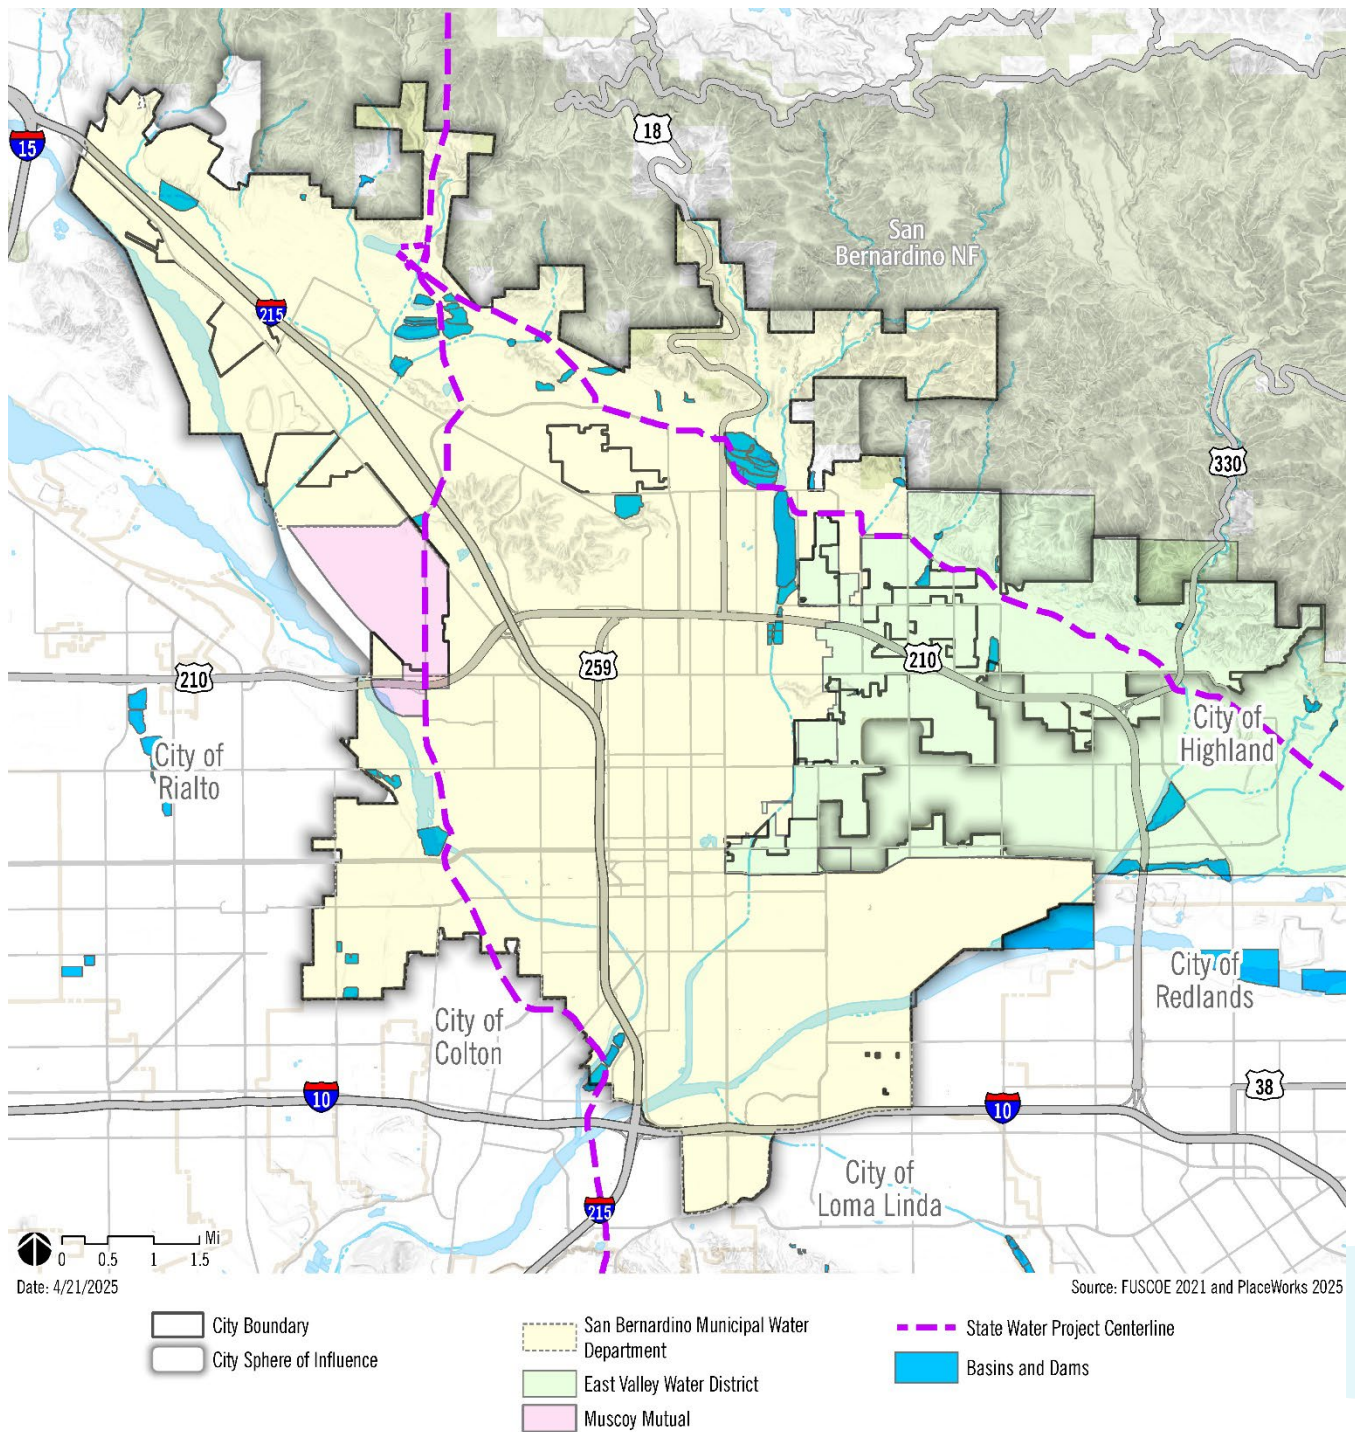 18
15
San
Bernardino NF
215
330
259
210
210
City of
Highland
City of
Rialto
City of
Redlands
City of
Colton
38
10
10
City of
Loma Linda
215
Mi
0 0.5 1 1.5
Date: 4/21/2025
Source: FUSCOE 2021 and PlaceWorks 2025
City Boundary
City Sphere of Influence
San Bernardino Municipal Water
Department
East Valley Water District
Muscoy Mutual
State Water Project Centerline
Basins and Dams